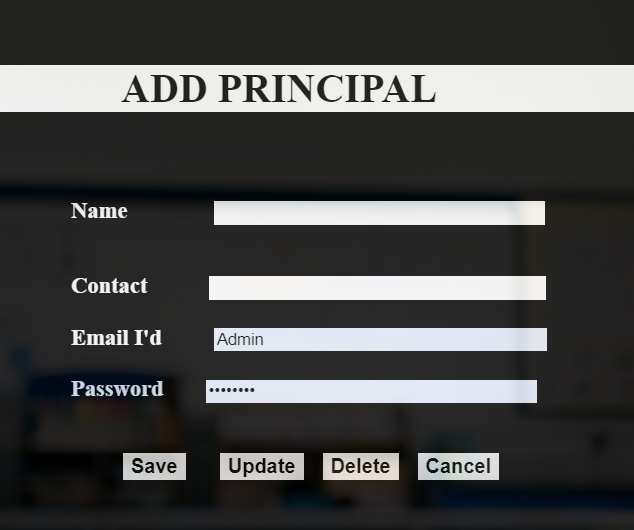 ADD PRINCIPAL
Name
Contact
Email I'd Admin
Password ••••••••
Save Update Delete Cancel